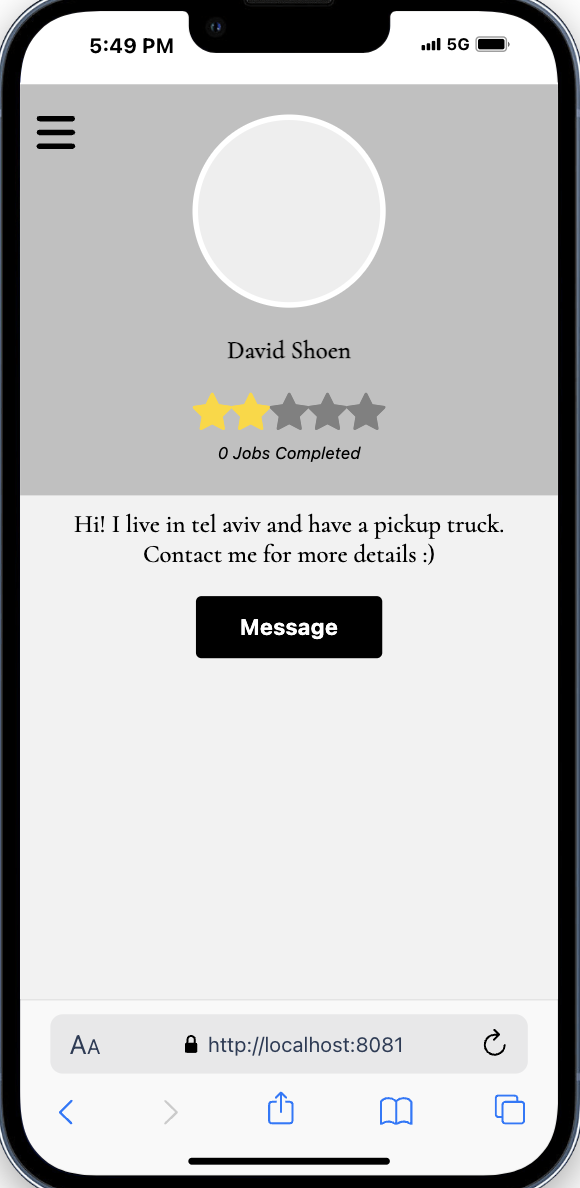 5:49 PM 5G
David Shoen
0 Jobs Completed
Hi! I live in tel aviv and have a pickup truck.
Contact me for more details :)
Message
AA http://localhost:8081